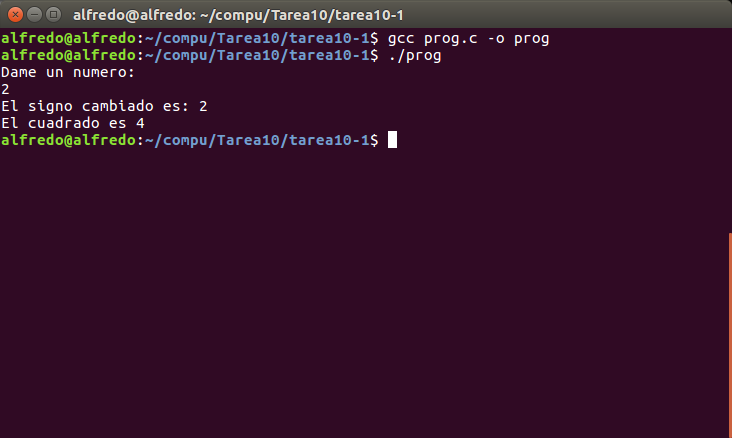 alfredo@alfredo: ~/compu/Tarea10/tarea10-1
alfredo@alfredo:~/compu/Tarea10/tarea10-1$ gcc prog.c -o prog
alfredo@alfredo:~/compu/Tarea10/tarea10-1$ ./prog
Dame un numero:
2
El signo cambiado es: 2
El cuadrado es 4
alfredo@alfredo:~/compu/Tarea10/tarea10-1$